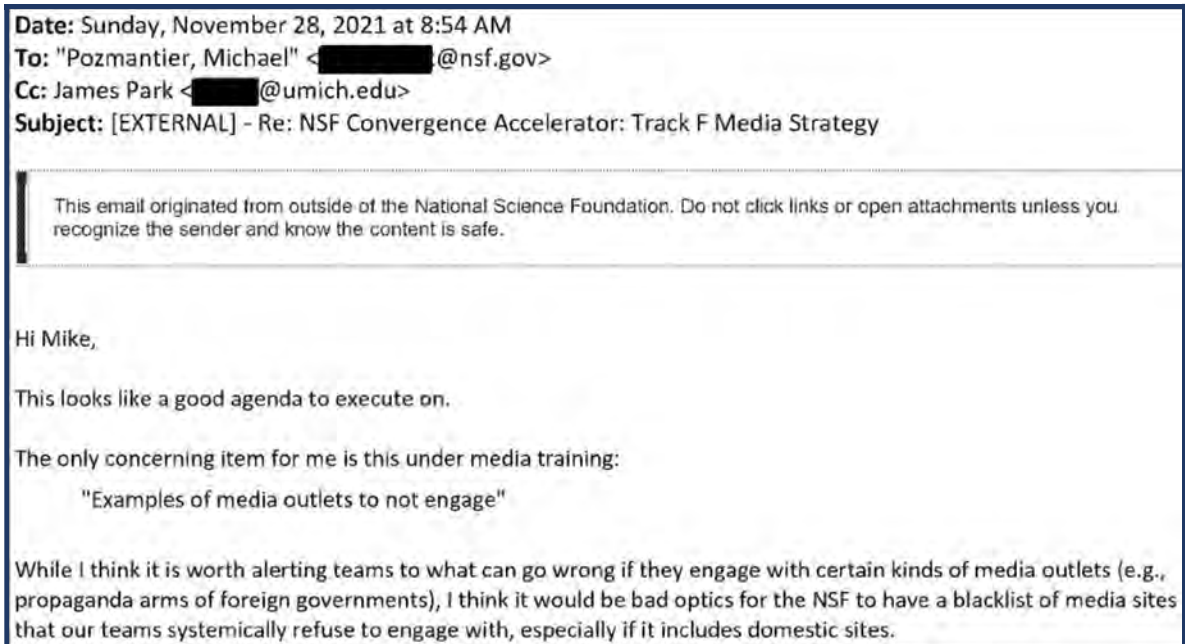 Date: Sunday, November 28, 2021 at 8:54 AM
To: "Pozmantier, Michael" < @nsf.gov>
Cc: James Park < @umich.edu>
Subject: [EXTERNAL] - Re: NSF Convergence Accelerator: Track F Media Strategy
This email originated from outside of the National Science Foundation. Do not click links or open attachments unless you
recognize the sender and know the content is safe.
Hi Mike,
This looks like a good agenda to execute on.
The only concerning item for me is this under media training:
"Examples of media outlets to not engage"
While I think it is worth alerting teams to what can go wrong if they engage with certain kinds of media outlets (e.g.,
propaganda arms of foreign governments), I think it would be bad optics for the NSF to have a blacklist of media sites
that our teams systemically refuse to engage with, especially if it includes domestic sites.